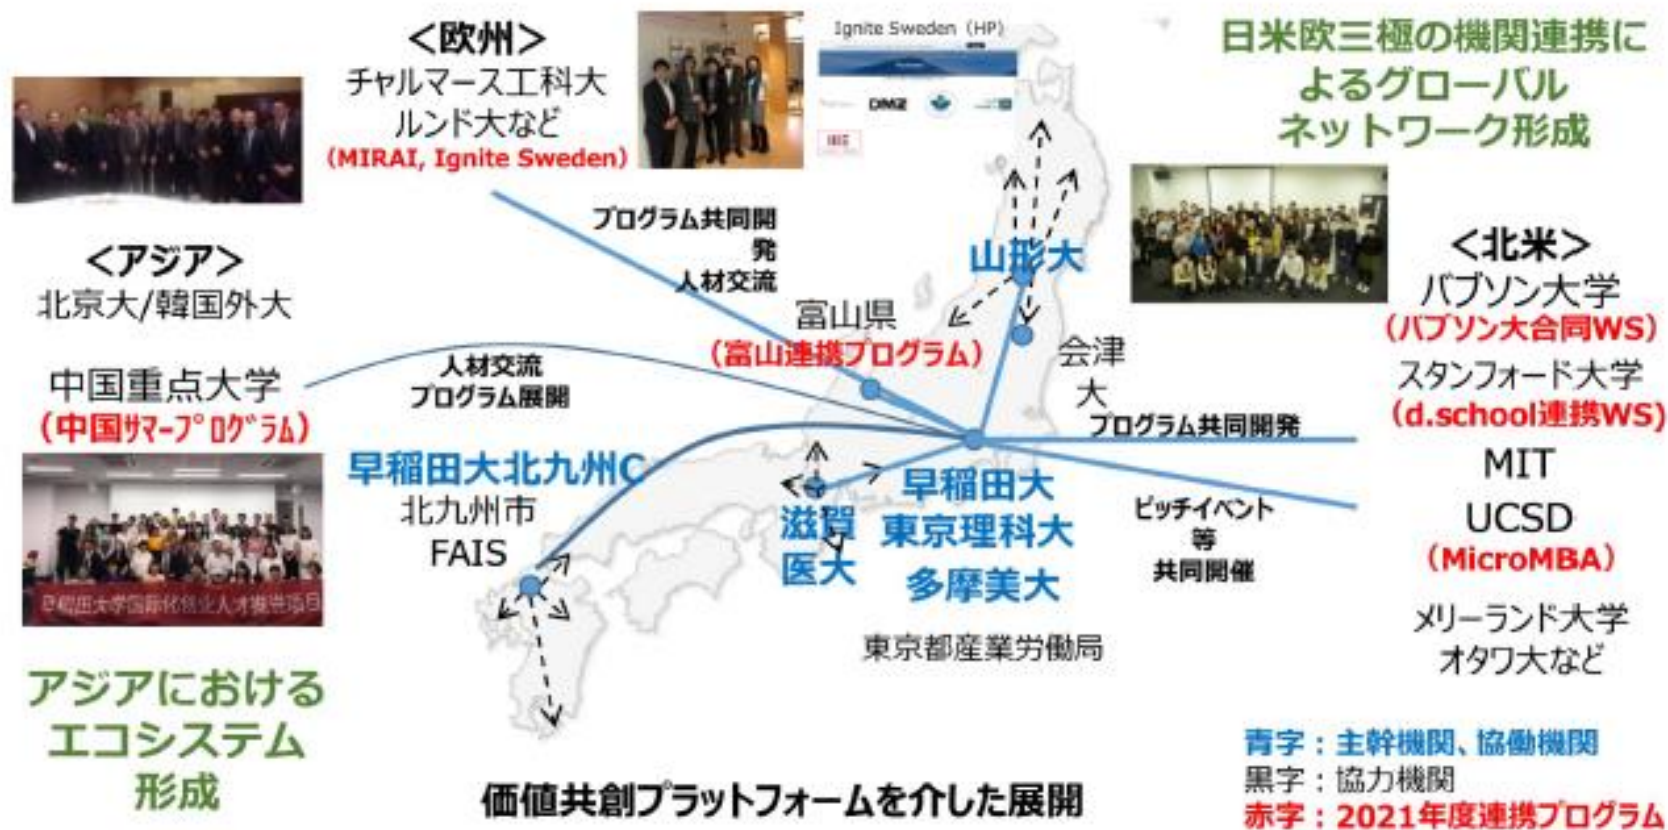 <欧州>
チャルマース工科大
ルンド大など
(MIRAI, Ignite Sweden)
Ignite Sweden (HP)
DMZ
日米欧三極の機関連携に
よるグローバル
ネットワーク形成
<アジア>
北京大/韓国外大
中国重点大学
(中国サマープログラム)
プログラム共同開
発
人材交流
人材交流
プログラム展開
山形大
富山県
(富山連携プログラム)
会津
大
<北米>
バブソン大学
(バブソン大合同WS)
スタンフォード大学
(d.school連携WS)
MIT
UCSD
(MicroMBA)
メリーランド大学
オタワ大など
プログラム共同開発
ピッチイベント
等
共同開催
早稲田大北九州C
北九州市
FAIS
滋賀
医大
早稲田大
東京理科大
多摩美大
東京都産業労働局
アジアにおける
エコシステム
形成
価値共創プラットフォームを介した展開
青字：主幹機関、協働機関
黒字：協力機関
赤字：2021年度連携プログラム